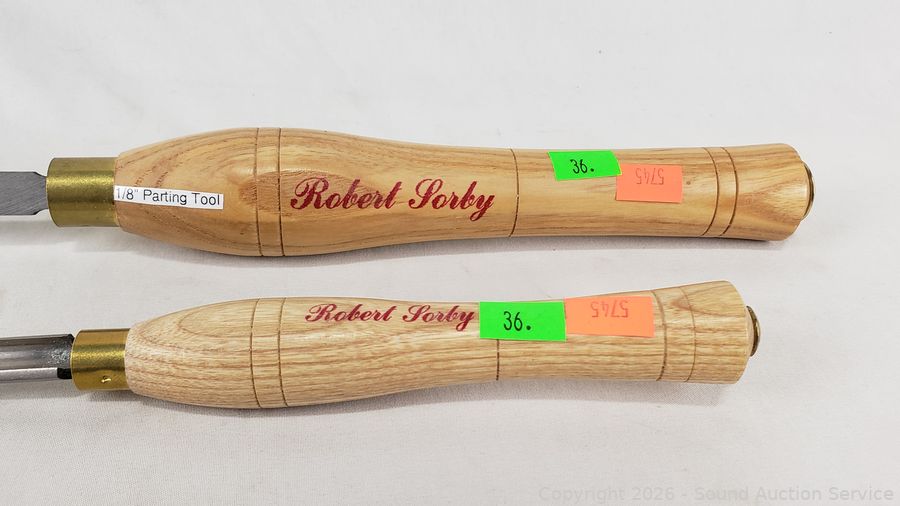 36.
5745
1/8" Parting Tool
Robert Sorby
Robert Sorby
36.
5745
Copyright 2026 - Sound Auction Service